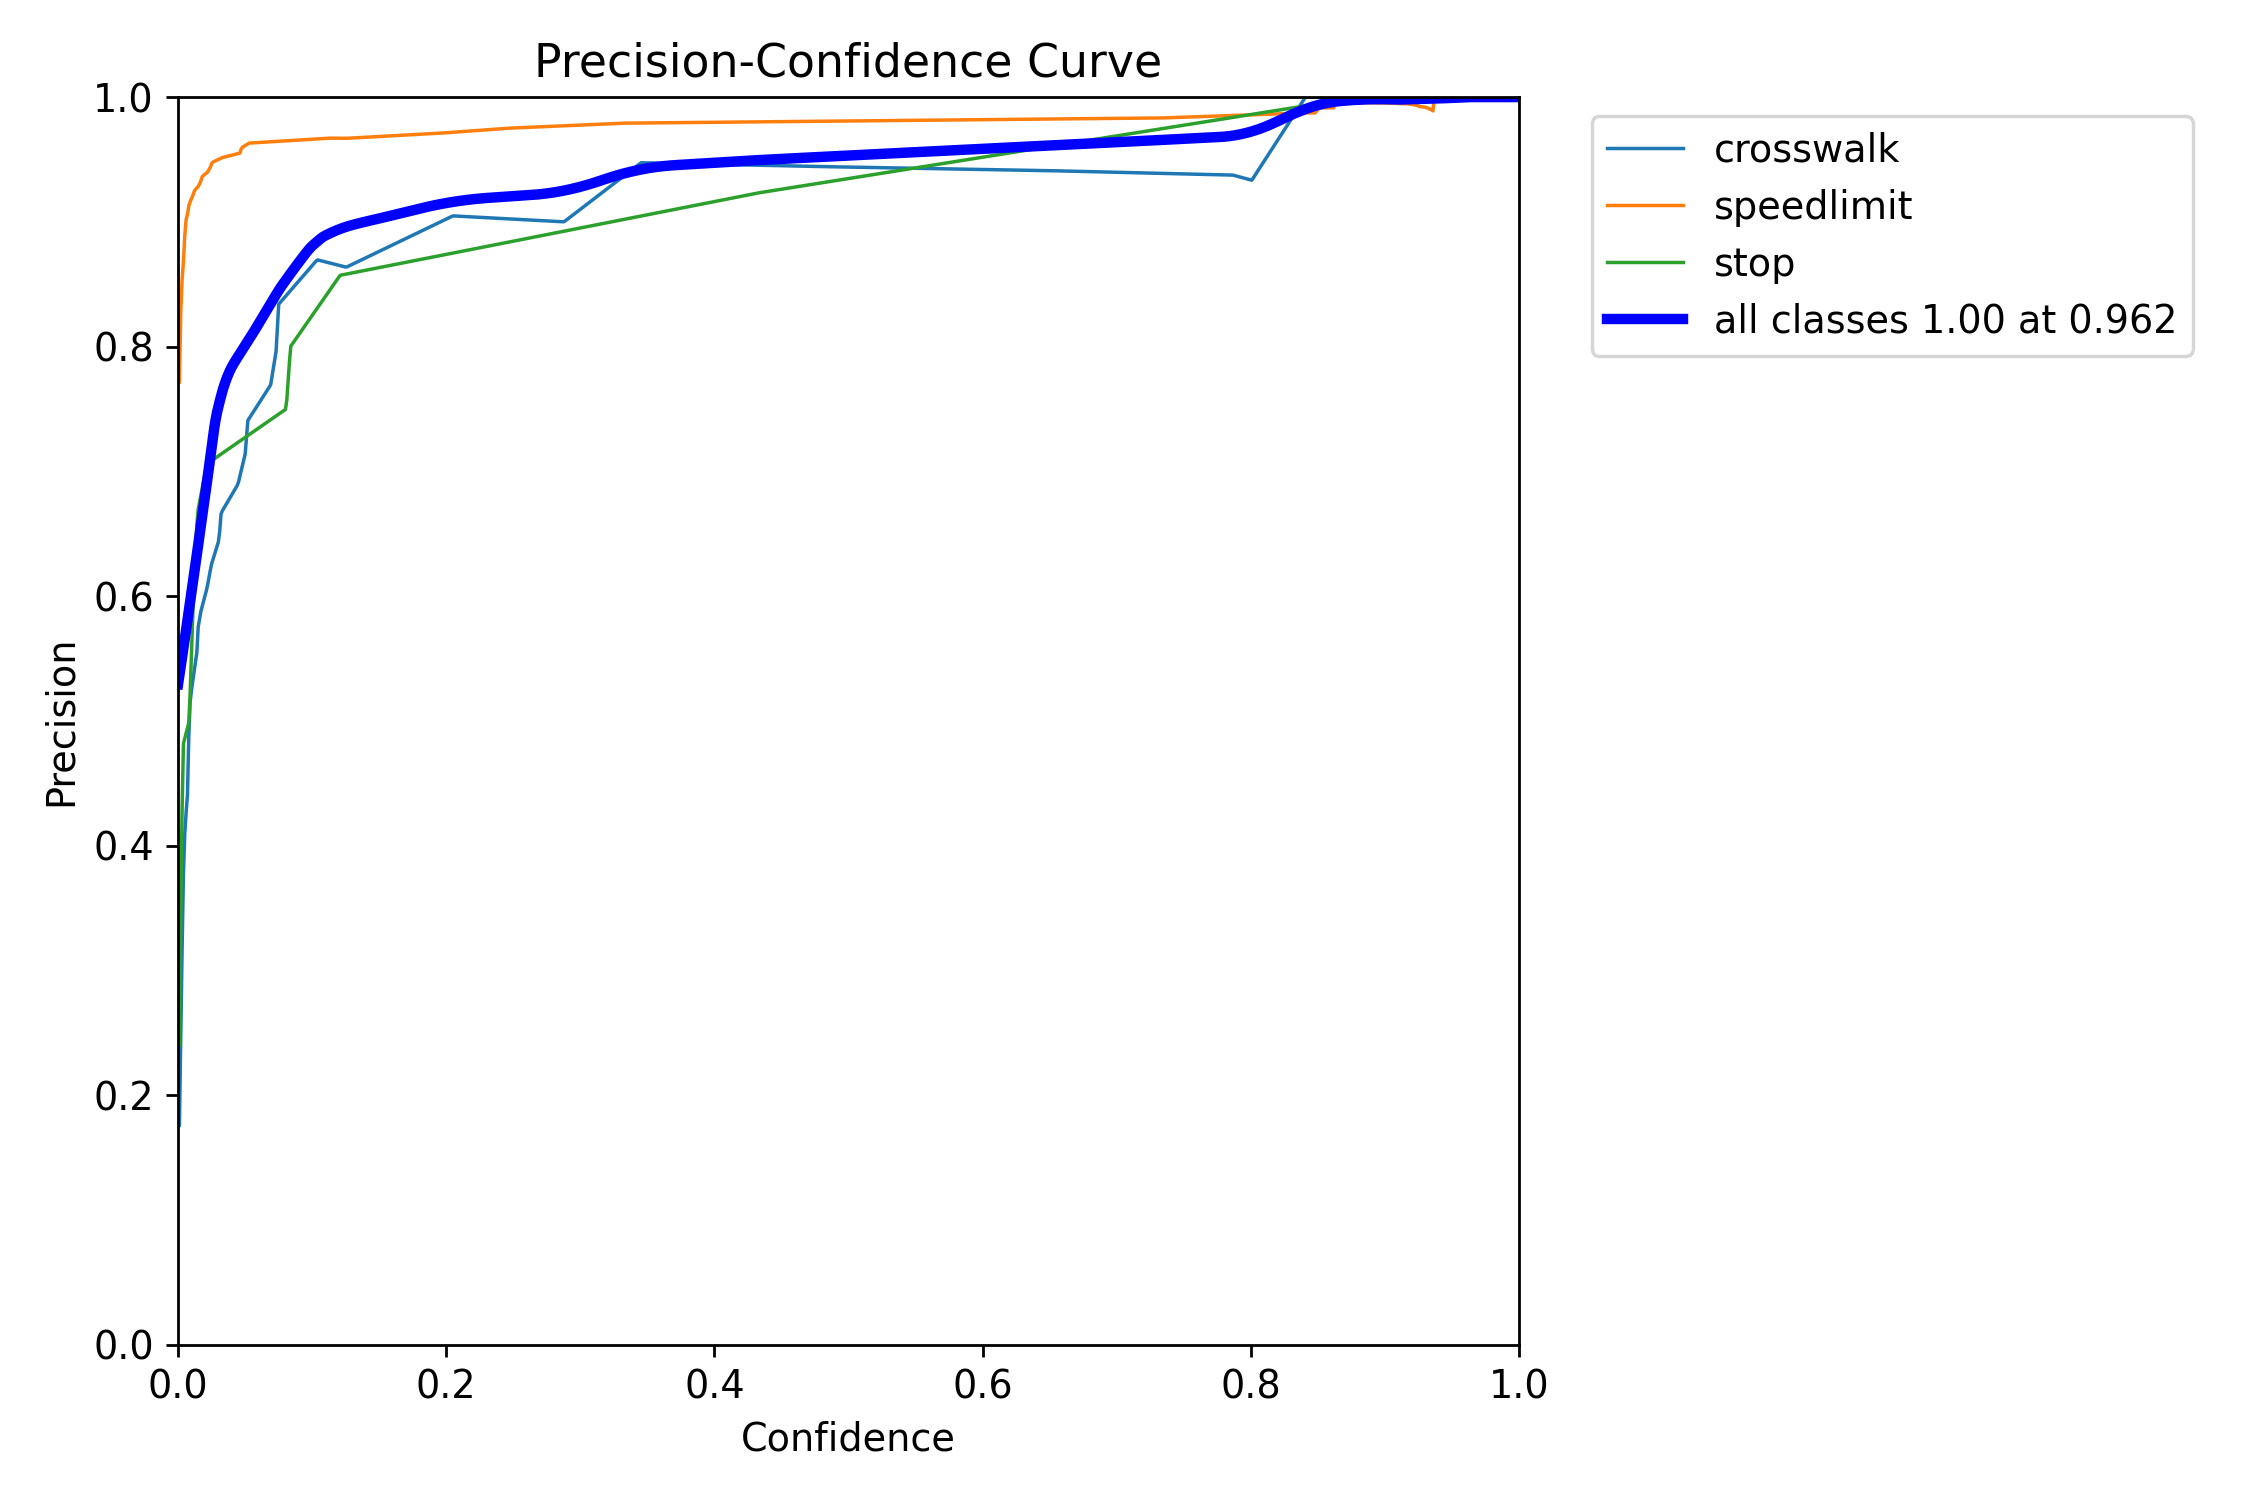 Precision-Confidence Curve
1.0
0.8
0.6
0.4
0.2
0.0
Precision
0.0 0.2 0.4 0.6 0.8 1.0
Confidence
crosswalk
speedlimit
stop
all classes 1.00 at 0.962